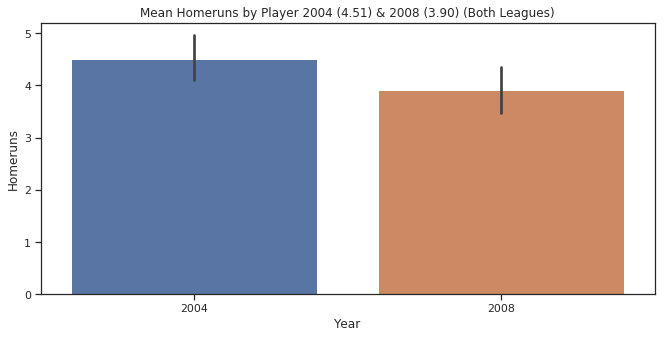 Mean Homeruns by Player 2004 (4.51) & 2008 (3.90) (Both Leagues)
5
4
3
2
1
0
Homeruns
2004
2008
Year